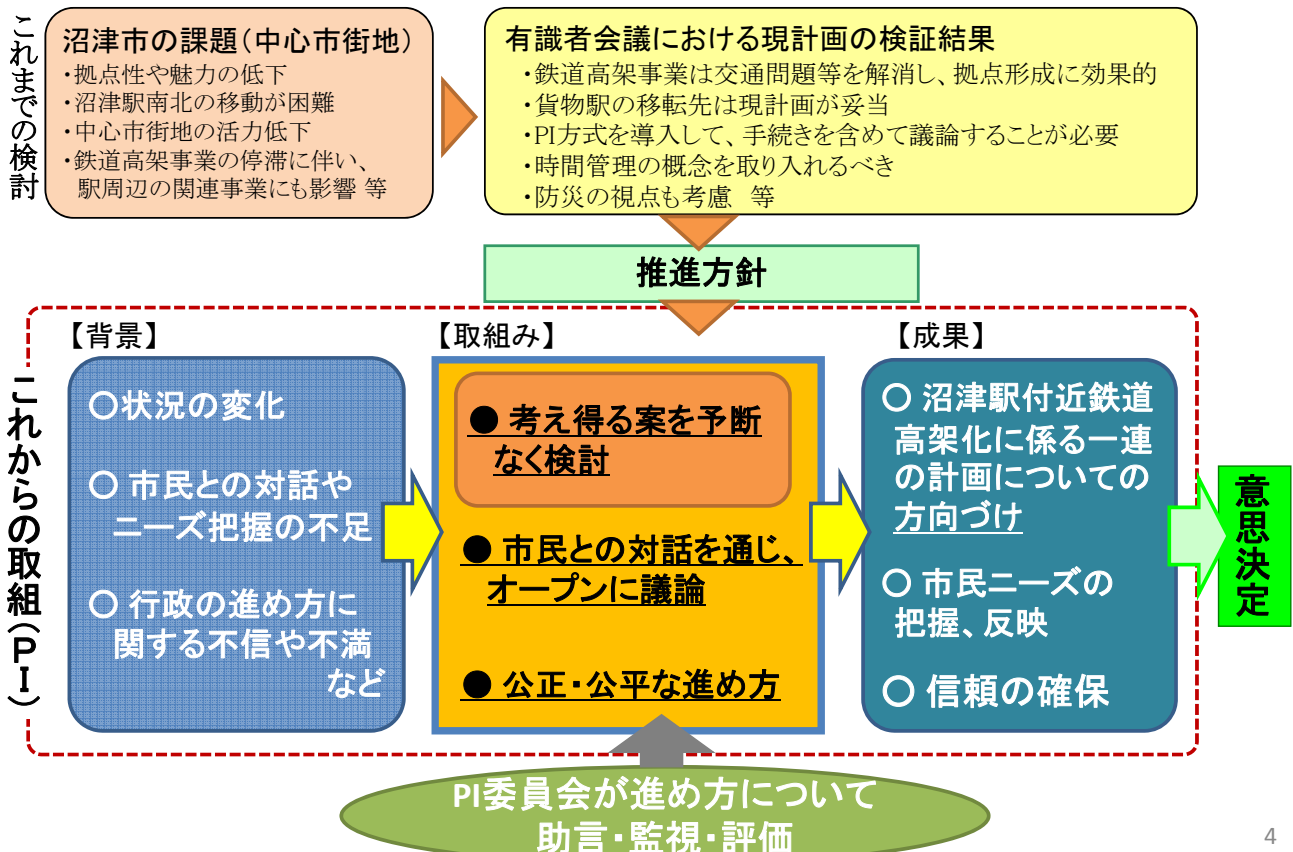 これまでの検討
沼津市の課題(中心市街地)
・拠点性や魅力の低下
・沼津駅南北の移動が困難
・中心市街地の活力低下
・鉄道高架事業の停滞に伴い、
駅周辺の関連事業にも影響 等
有識者会議における現計画の検証結果
・鉄道高架事業は交通問題等を解消し、拠点形成に効果的
・貨物駅の移転先は現計画が妥当
・PI方式を導入して、手続きを含めて議論することが必要
・時間管理の概念を取り入れるべき
・防災の視点も考慮 等
推進方針
これからの取組(PI)
【背景】
○状況の変化
○ 市民との対話や
ニーズ把握の不足
○ 行政の進め方に
関する不信や不満
など
【取組み】
● 考え得る案を予断
なく検討
● 市民との対話を通じ、
オープンに議論
● 公正・公平な進め方
【成果】
○ 沼津駅付近鉄道
高架化に係る一連
の計画についての
方向づけ
○ 市民ニーズの
把握、反映
○ 信頼の確保
意思決定
PI委員会が進め方について
助言・監視・評価
4